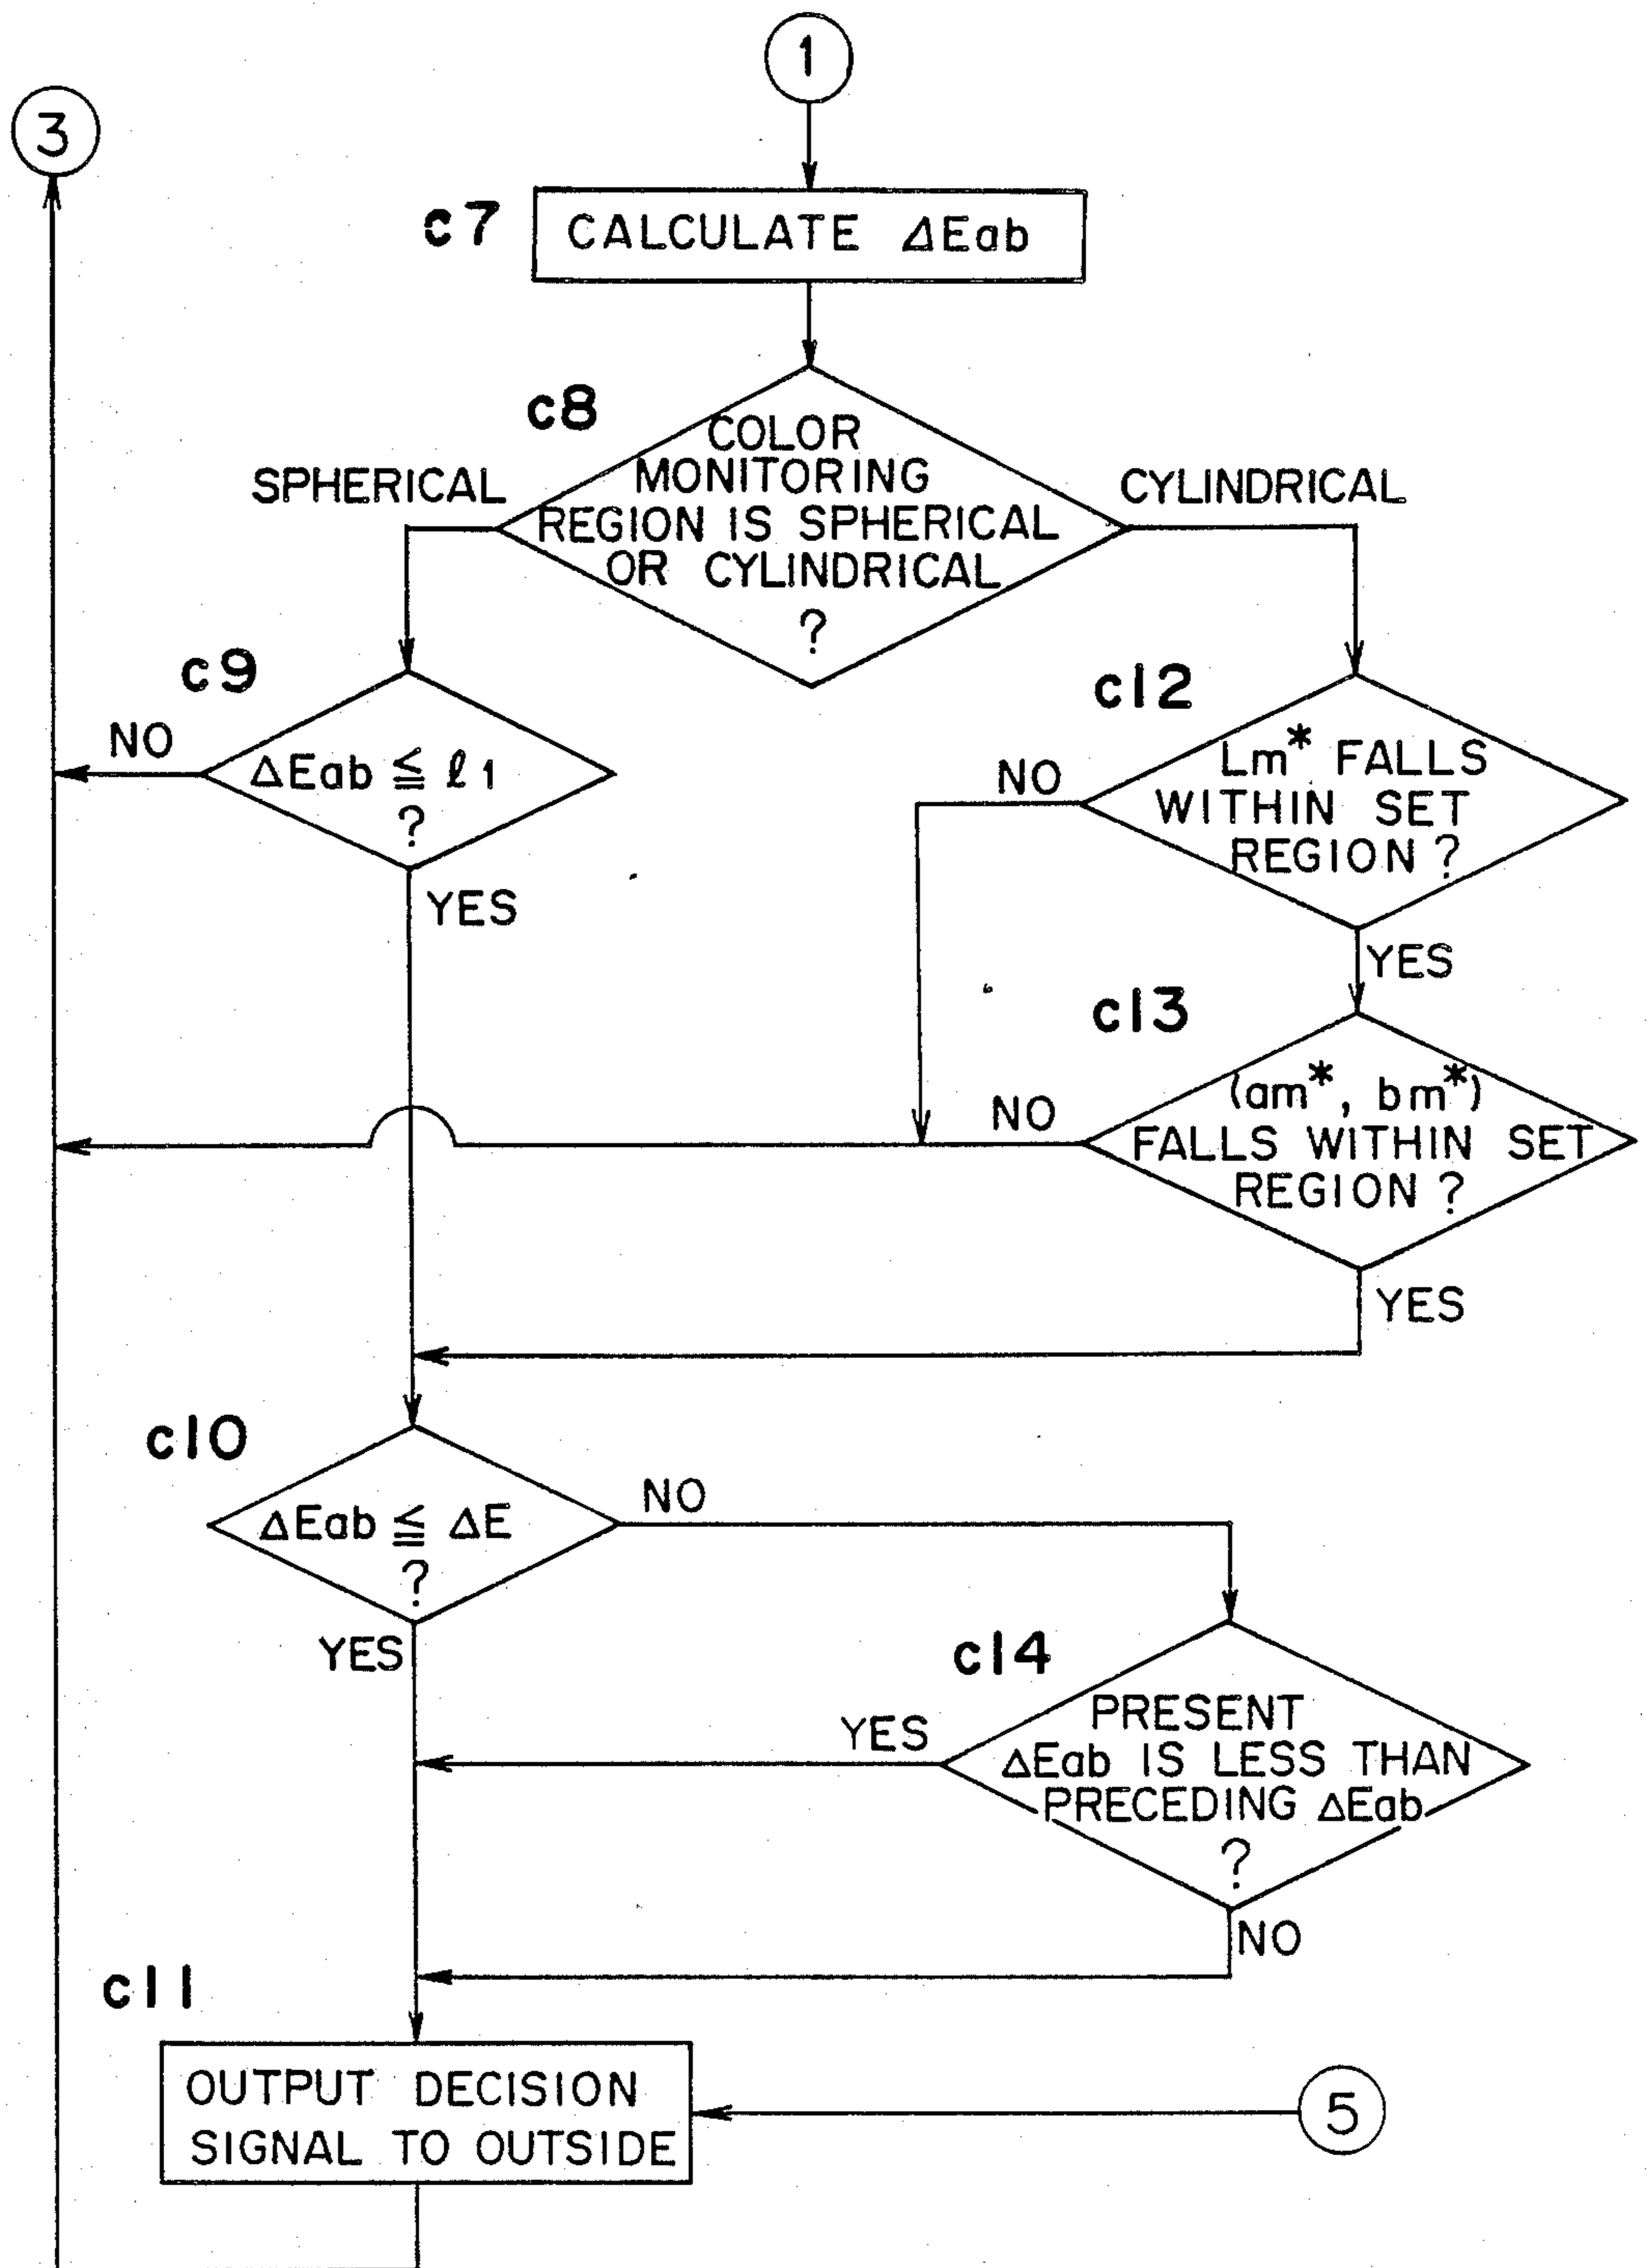 1
3
c7
CALCULATE ΔEab
c8
COLOR
MONITORING
REGION IS SPHERICAL
OR CYLINDRICAL
?
SPHERICAL
CYLINDRICAL
c9
NO
ΔEab ≦ ℓ1
?
YES
c12
Lm* FALLS
WITHIN SET
REGION ?
NO
YES
c13
(am*, bm*)
FALLS WITHIN SET
REGION ?
NO
YES
c10
ΔEab ≦ ΔE
?
NO
YES
c14
PRESENT
ΔEab IS LESS THAN
PRECEDING ΔEab
?
YES
NO
c11
OUTPUT DECISION
SIGNAL TO OUTSIDE
5